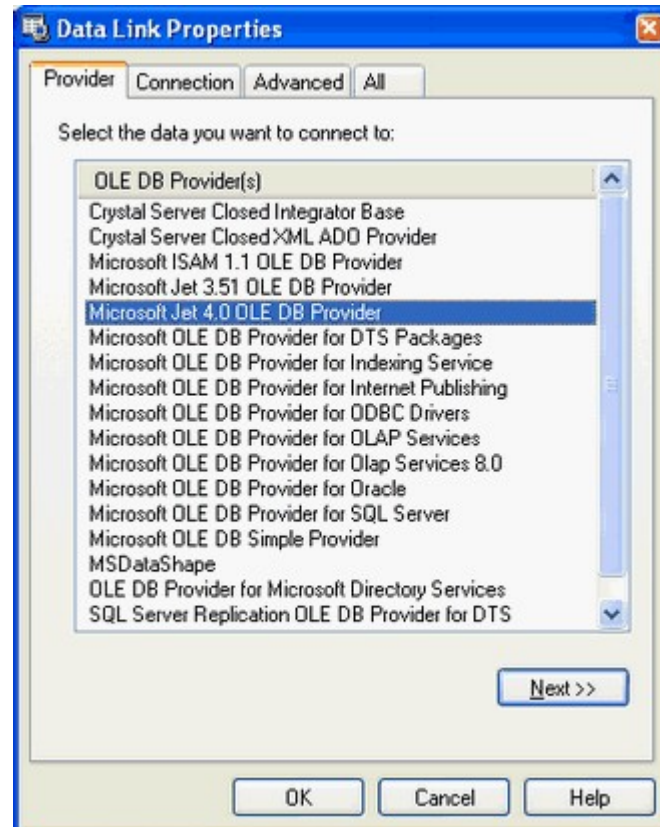 Data Link Properties
Provider Connection Advanced All
Select the data you want to connect to:
OLE DB Provider(s)
Crystal Server Closed Integrator Base
Crystal Server Closed XML ADO Provider
Microsoft ISAM 1.1 OLE DB Provider
Microsoft Jet 3.51 OLE DB Provider
Microsoft Jet 4.0 OLE DB Provider
Microsoft OLE DB Provider for DTS Packages
Microsoft OLE DB Provider for Indexing Service
Microsoft OLE DB Provider for Internet Publishing
Microsoft OLE DB Provider for ODBC Drivers
Microsoft OLE DB Provider for OLAP Services
Microsoft OLE DB Provider for Olap Services 8.0
Microsoft OLE DB Provider for Oracle
Microsoft OLE DB Provider for SQL Server
Microsoft OLE DB Simple Provider
MSDataShape
OLE DB Provider for Microsoft Directory Services
SQL Server Replication OLE DB Provider for DTS
Next >>
OK Cancel Help